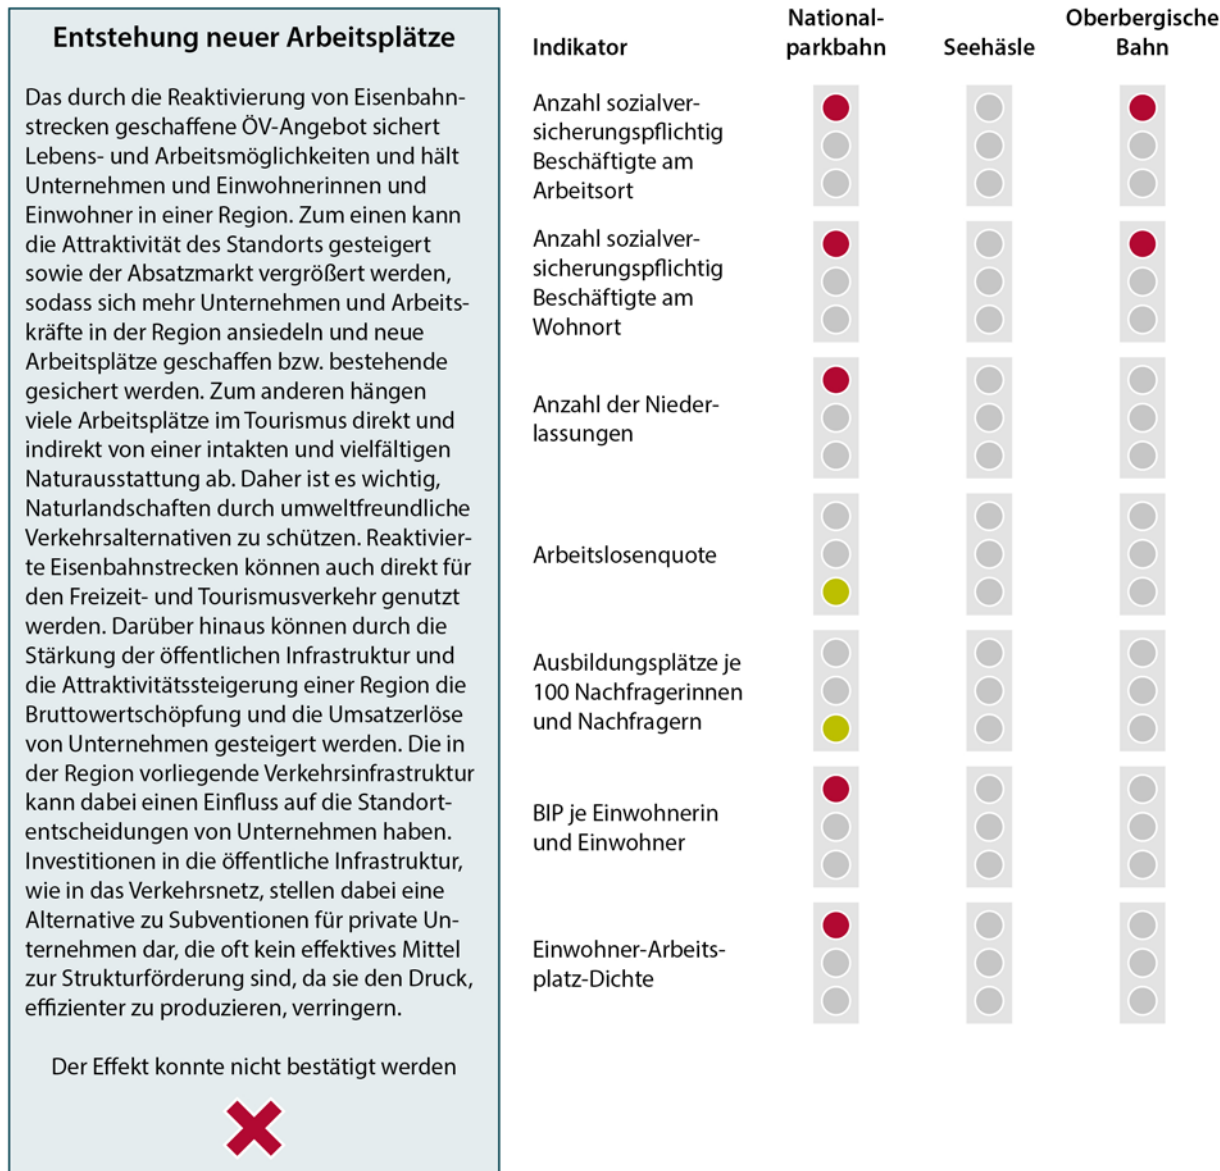 Entstehung neuer Arbeitsplätze
Das durch die Reaktivierung von Eisenbahn-
strecken geschaffene ÖV-Angebot sichert
Lebens- und Arbeitsmöglichkeiten und hält
Unternehmen und Einwohnerinnen und
Einwohner in einer Region. Zum einen kann
die Attraktivität des Standorts gesteigert
sowie der Absatzmarkt vergrößert werden,
sodass sich mehr Unternehmen und Arbeits-
kräfte in der Region ansiedeln und neue
Arbeitsplätze geschaffen bzw. bestehende
gesichert werden. Zum anderen hängen
viele Arbeitsplätze im Tourismus direkt und
indirekt von einer intakten und vielfältigen
Naturausstattung ab. Daher ist es wichtig,
Naturlandschaften durch umweltfreundliche
Verkehrsalternativen zu schützen. Reaktivier-
te Eisenbahnstrecken können auch direkt für
den Freizeit- und Tourismusverkehr genutzt
werden. Darüber hinaus können durch die
Stärkung der öffentlichen Infrastruktur und
die Attraktivitätssteigerung einer Region die
Bruttowertschöpfung und die Umsatzerlöse
von Unternehmen gesteigert werden. Die in
der Region vorliegende Verkehrsinfrastruktur
kann dabei einen Einfluss auf die Standort-
entscheidungen von Unternehmen haben.
Investitionen in die öffentliche Infrastruktur,
wie in das Verkehrsnetz, stellen dabei eine
Alternative zu Subventionen für private Un-
ternehmen dar, die oft kein effektives Mittel
zur Strukturförderung sind, da sie den Druck,
effizienter zu produzieren, verringern.
Der Effekt konnte nicht bestätigt werden
Indikator
National-
parkbahn
Seehäsle
Oberbergische
Bahn
Anzahl sozialver-
sicherungspflichtig
Beschäftigte am
Arbeitsort
Anzahl sozialver-
sicherungspflichtig
Beschäftigte am
Wohnort
Anzahl der Nieder-
lassungen
Arbeitslosenquote
Ausbildungsplätze je
100 Nachfragerinnen
und Nachfragern
BIP je Einwohnerin
und Einwohner
Einwohner-Arbeits-
platz-Dichte